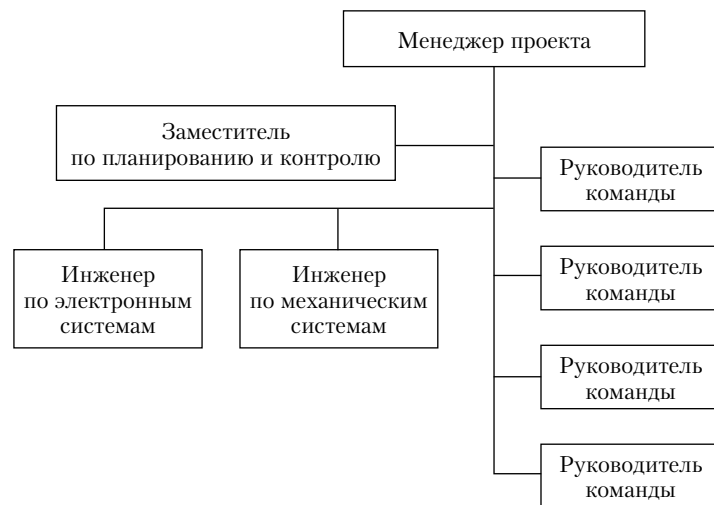 Менеджер проекта
Заместитель
по планированию и контролю
Руководитель
команды
Инженер
по электронным
системам
Инженер
по механическим
системам
Руководитель
команды
Руководитель
команды
Руководитель
команды